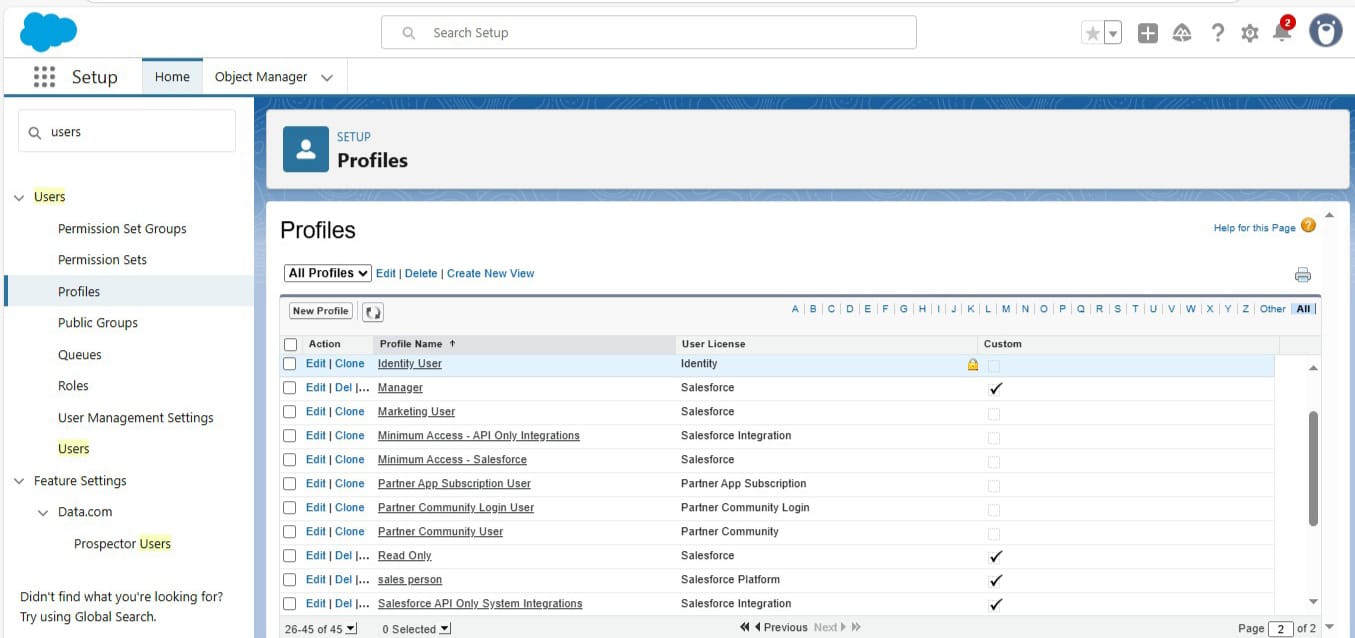 Search Setup
2
Setup
Home
Object Manager
users
Users
Permission Set Groups
Permission Sets
Profiles
Public Groups
Queues
Roles
User Management Settings
Users
Feature Settings
Data.com
Prospector Users
Didn't find what you're looking for?
Try using Global Search.
SETUP
Profiles
Profiles
Help for this Page ?
All Profiles Edit | Delete | Create New View
New Profile
A | B | C | D | E | F | G | H | I | J | K | L | M | N | O | P | Q | R | S | T | U | V | W | X | Y | Z | Other | All
Action Profile Name ↑ User License Custom
Edit | Clone Identity User Identity
Edit | Del |... Manager Salesforce ✓
Edit | Clone Marketing User Salesforce
Edit | Clone Minimum Access - API Only Integrations Salesforce Integration
Edit | Clone Minimum Access - Salesforce Salesforce
Edit | Clone Partner App Subscription User Partner App Subscription
Edit | Clone Partner Community Login User Partner Community Login
Edit | Clone Partner Community User Partner Community
Edit | Del |... Read Only Salesforce ✓
Edit | Del |... sales person Salesforce Platform ✓
Edit | Del |... Salesforce API Only System Integrations Salesforce Integration ✓
26-45 of 45 0 Selected Previous Next Page 2 of 2